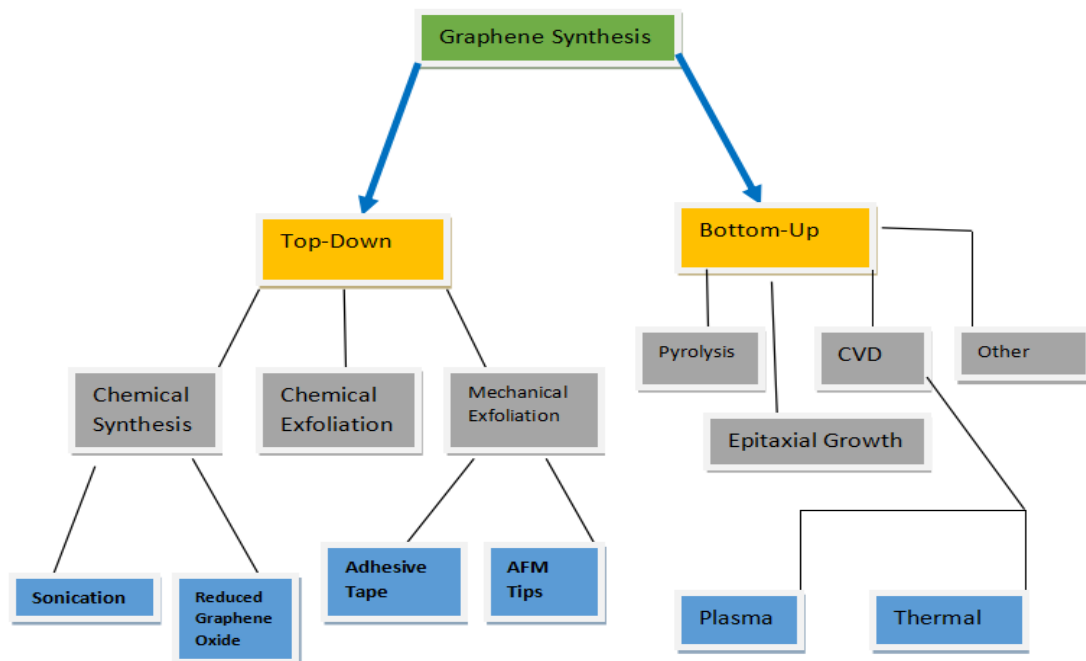 Graphene Synthesis
Top-Down
Bottom-Up
Pyrolysis
CVD
Other
Chemical
Synthesis
Chemical
Exfoliation
Mechanical
Exfoliation
Epitaxial Growth
Sonication
Reduced
Graphene
Oxide
Adhesive
Tape
AFM
Tips
Plasma
Thermal